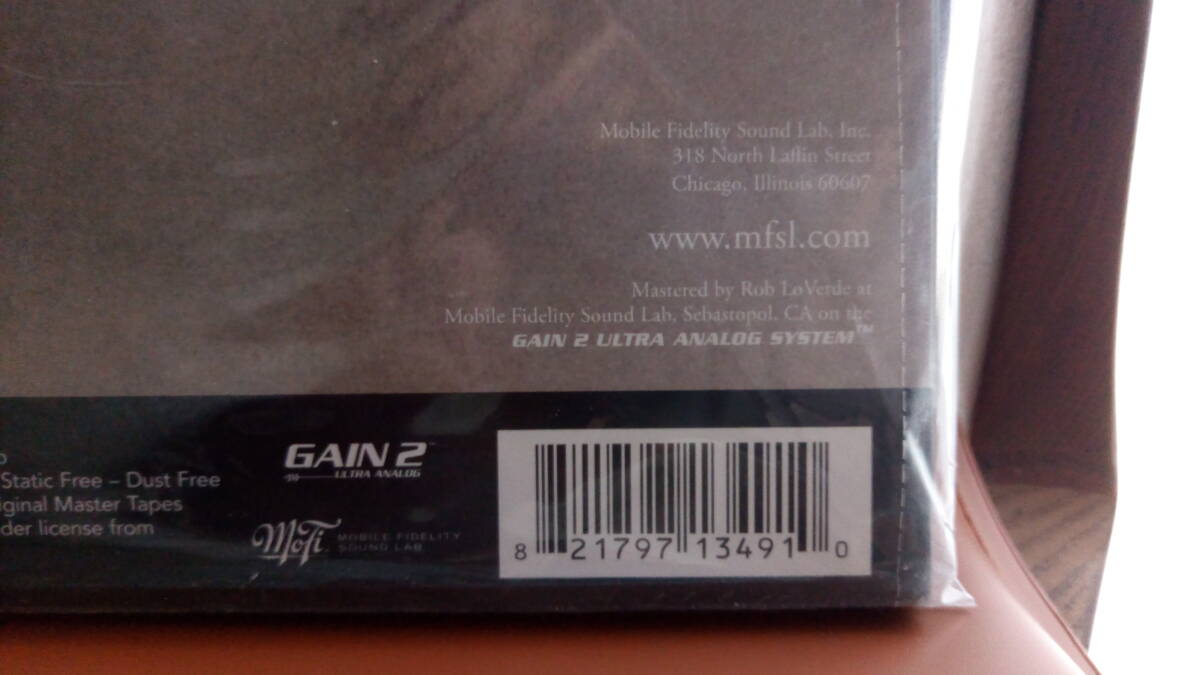 Mobile Fidelity Sound Lab, Inc.
318 North Laflin Street
Chicago, Illinois 60607
www.mfsl.com
Mastered by Rob LoVerde at
Mobile Fidelity Sound Lab, Sebastopol, CA on the
GAIN 2 ULTRA ANALOG SYSTEM™
Static Free – Dust Free
iginal Master Tapes
der license from
GAIN 2™
ULTRA ANALOG
MoFi
MOBILE FIDELITY
SOUND LAB
8 21797 13491 0